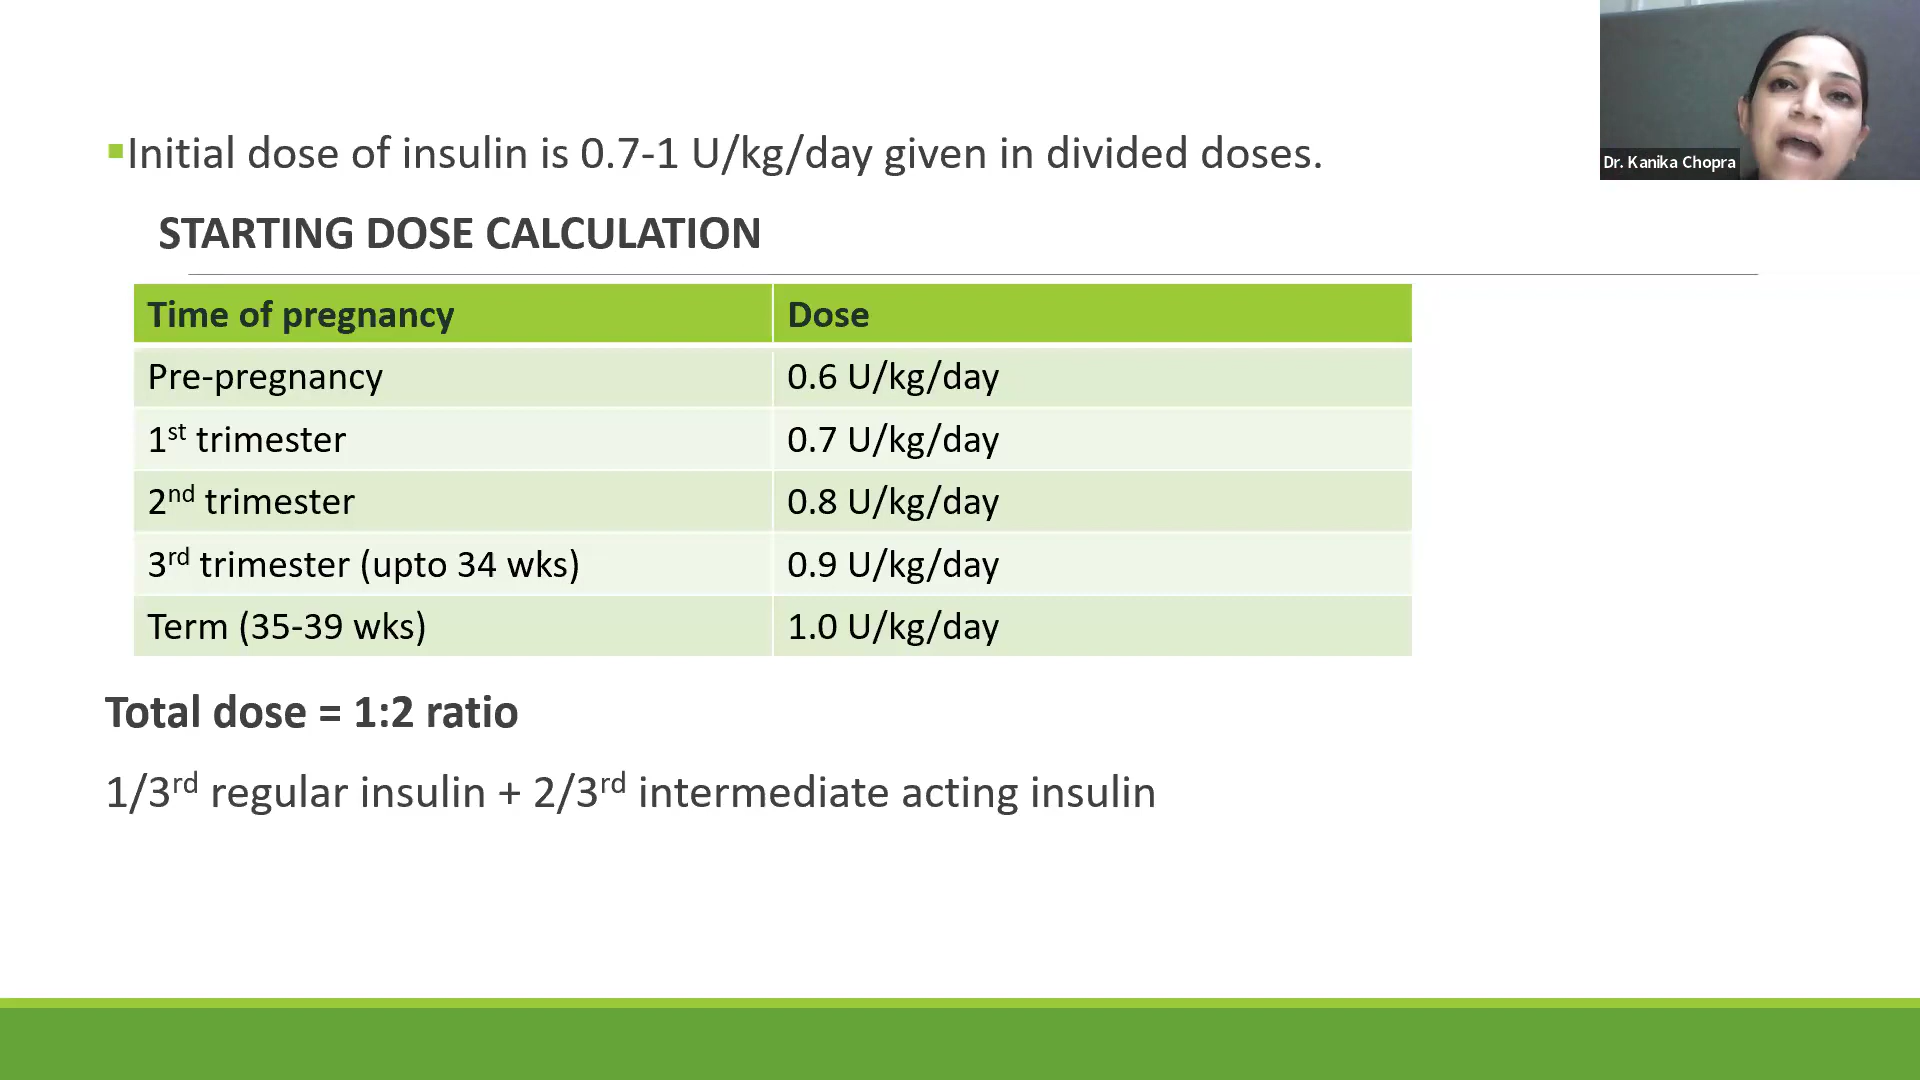 ▪Initial dose of insulin is 0.7-1 U/kg/day given in divided doses.
Dr. Kanika Chopra
STARTING DOSE CALCULATION
Time of pregnancy Dose
Pre-pregnancy 0.6 U/kg/day
1st trimester 0.7 U/kg/day
2nd trimester 0.8 U/kg/day
3rd trimester (upto 34 wks) 0.9 U/kg/day
Term (35-39 wks) 1.0 U/kg/day
Total dose = 1:2 ratio
1/3rd regular insulin + 2/3rd intermediate acting insulin